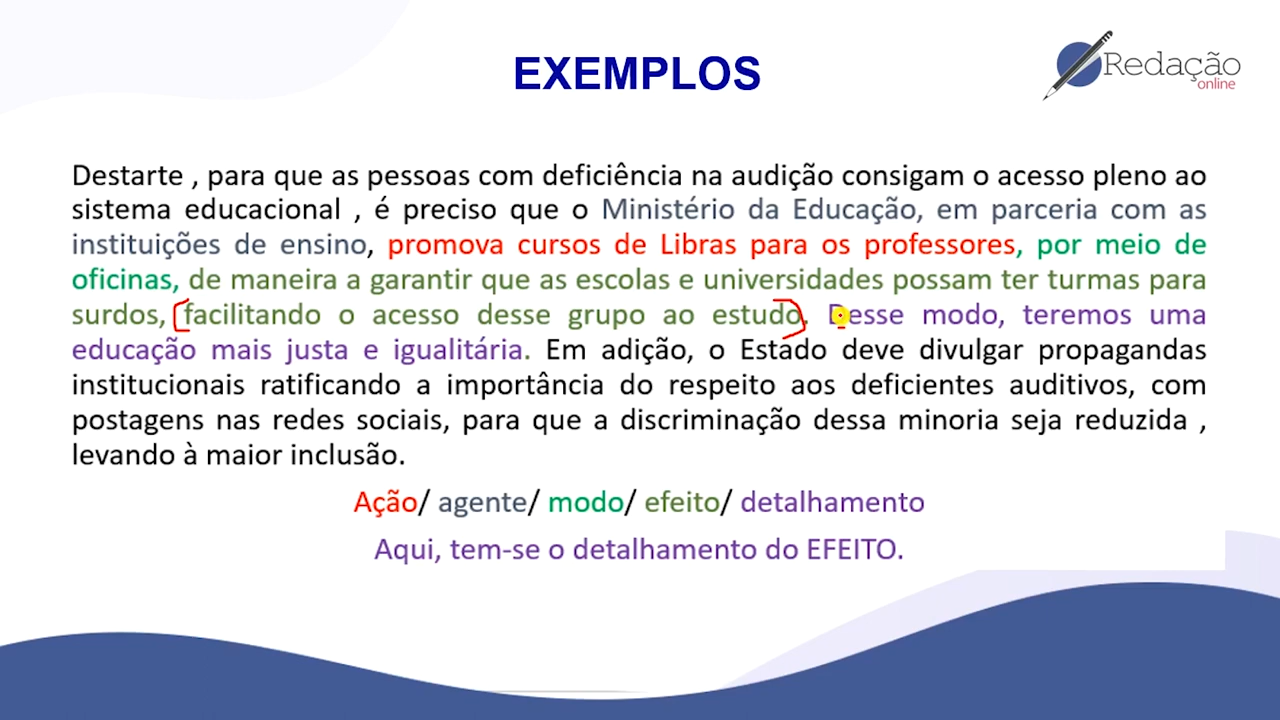 EXEMPLOS
Redação
online
Destarte , para que as pessoas com deficiência na audição consigam o acesso pleno ao
sistema educacional , é preciso que o Ministério da Educação, em parceria com as
instituições de ensino, promova cursos de Libras para os professores, por meio de
oficinas, de maneira a garantir que as escolas e universidades possam ter turmas para
surdos, facilitando o acesso desse grupo ao estudo. Desse modo, teremos uma
educação mais justa e igualitária. Em adição, o Estado deve divulgar propagandas
institucionais ratificando a importância do respeito aos deficientes auditivos, com
postagens nas redes sociais, para que a discriminação dessa minoria seja reduzida ,
levando à maior inclusão.
Ação/ agente/ modo/ efeito/ detalhamento
Aqui, tem-se o detalhamento do EFEITO.